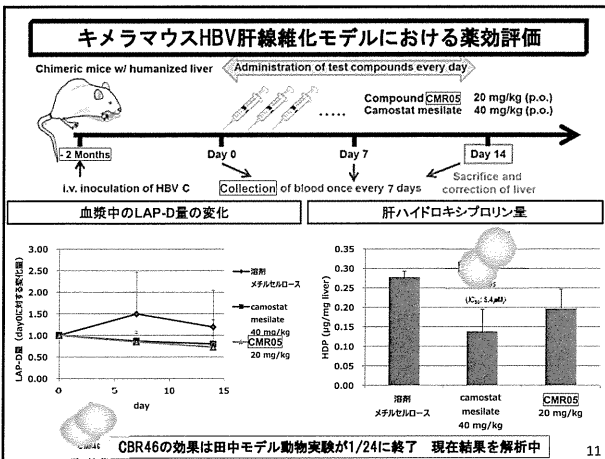 キメラマウスHBV肝線維化モデルにおける薬効評価
Chimeric mice w/ humanized liver
Administration of test compounds every day
Compound CMR05 20 mg/kg (p.o.)
Camostat mesilate 40 mg/kg (p.o.)
.....
- 2 Months
Day 0
Day 7
Day 14
i.v. inoculation of HBV C
Collection of blood once every 7 days
Sacrifice and
correction of liver
血漿中のLAP-D量の変化
肝ハイドロキシプロリン量
LAP-D量 (day0に対する変化量)
3.00
2.50
2.00
1.50
1.00
0.50
0.00
0
5
10
15
day
溶剤
メチルセルロース
camostat
mesilate
40 mg/kg
CMR05
20 mg/kg
HDP (μg/mg liver)
0.35
0.30
0.25
0.20
0.15
0.10
0.05
0.00
(IC50: 5.4μM)
溶剤
メチルセルロース
camostat
mesilate
40 mg/kg
CMR05
20 mg/kg
CBR46の効果は田中モデル動物実験が1/24に終了 現在結果を解析中
11